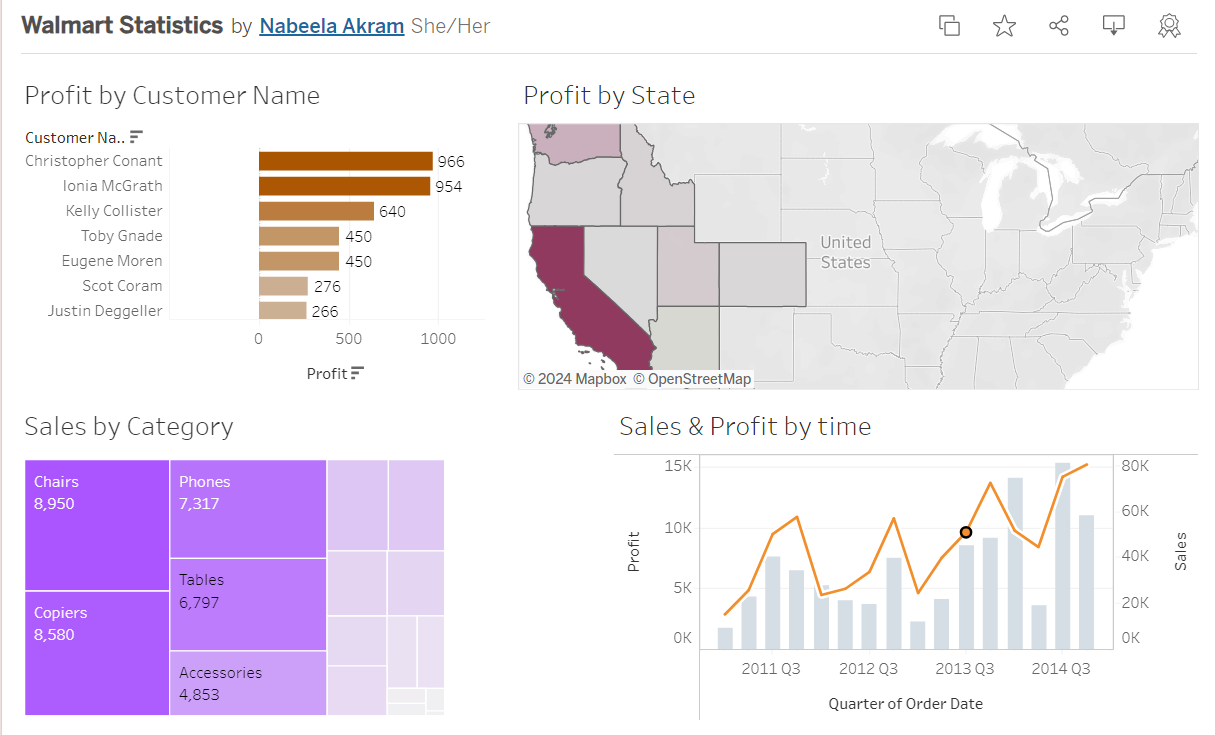 Walmart Statistics by Nabeela Akram She/Her
Profit by Customer Name
Customer Na..
Christopher Conant 966
Ionia McGrath 954
Kelly Collister 640
Toby Gnade 450
Eugene Moren 450
Scot Coram 276
Justin Deggeller 266
0 500 1000
Profit
Profit by State
United
States
© 2024 Mapbox © OpenStreetMap
Sales by Category
Chairs
8,950
Copiers
8,580
Phones
7,317
Tables
6,797
Accessories
4,853
Sales & Profit by time
15K
10K
5K
0K
Profit
80K
60K
40K
20K
0K
Sales
2011 Q3 2012 Q3 2013 Q3 2014 Q3
Quarter of Order Date